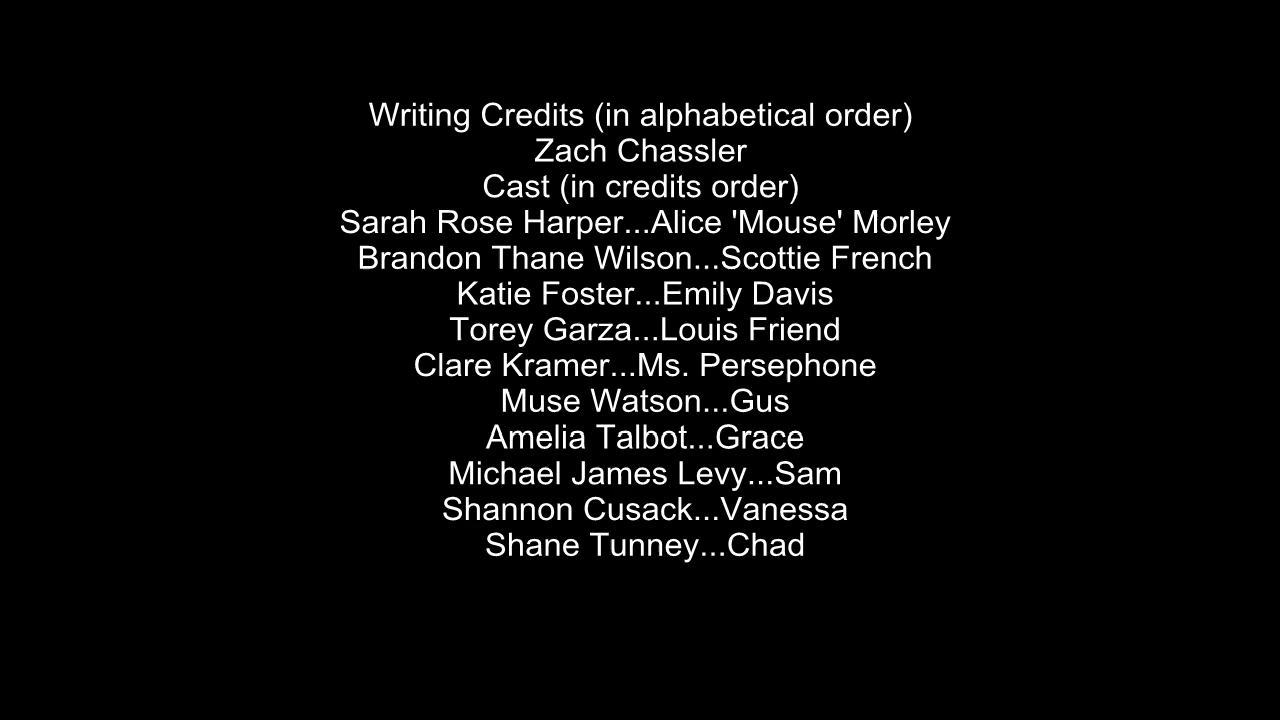 Writing Credits (in alphabetical order)
Zach Chassler
Cast (in credits order)
Sarah Rose Harper...Alice 'Mouse' Morley
Brandon Thane Wilson...Scottie French
Katie Foster...Emily Davis
Torey Garza...Louis Friend
Clare Kramer...Ms. Persephone
Muse Watson...Gus
Amelia Talbot...Grace
Michael James Levy...Sam
Shannon Cusack...Vanessa
Shane Tunney...Chad